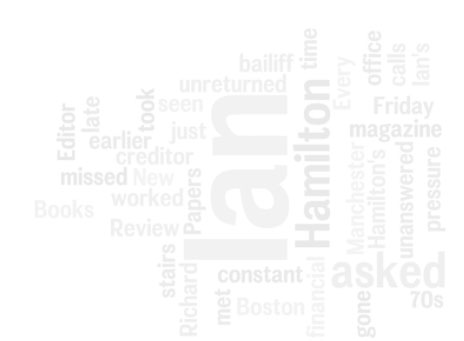 bailiff
time
Every
office
calls
Ian's
unreturned
seen
took
late
Editor
earlier
just
creditor
missed
New
worked
Books
Review
Papers
Ian
Hamilton
Friday
magazine
Manchester
Hamilton's
unanswered
pressure
stairs
Richard
met
constant
Boston
financial
asked
gone
70s